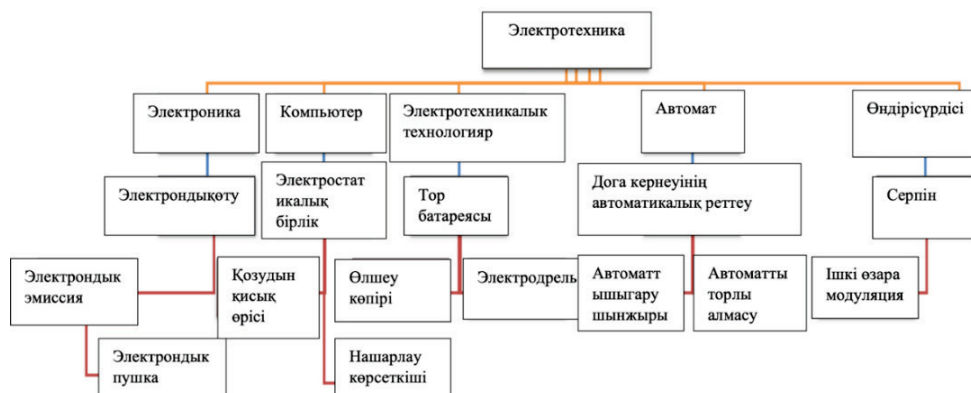 Электротехника
Электроника
Компьютер
Электротехникалык
технологияр
Автомат
Өндірісүрдісі
Электрондықөту
Электростат
икалық
бірлік
Тор
батареясы
Дога кернеуінің
автоматикалық реттеу
Серпін
Электрондык
эмиссия
Қозудын
қисық
өрісі
Өлшеу
көпірі
Электродрель
Автоматт
ышыгару
шынжыры
Автоматты
торлы
алмасу
Ішкі өзара
модуляция
Электрондык
пушка
Нашарлау
көрсеткіші